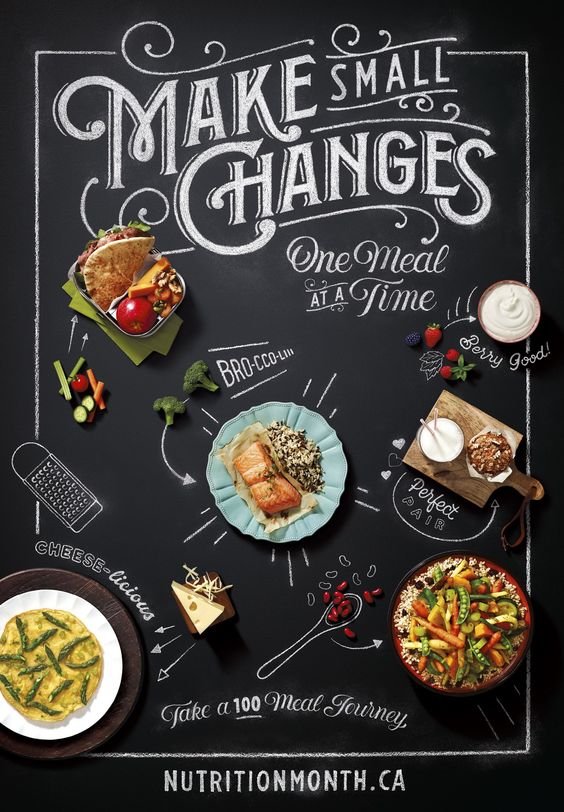 MAKE SMALL
CHANGES
One Meal
AT A Time
Berry Good!
BRO-CCO-LIII
Perfect
PAIR
CHEESE-licious
Take a 100 Meal Journey
NUTRITIONMONTH.CA